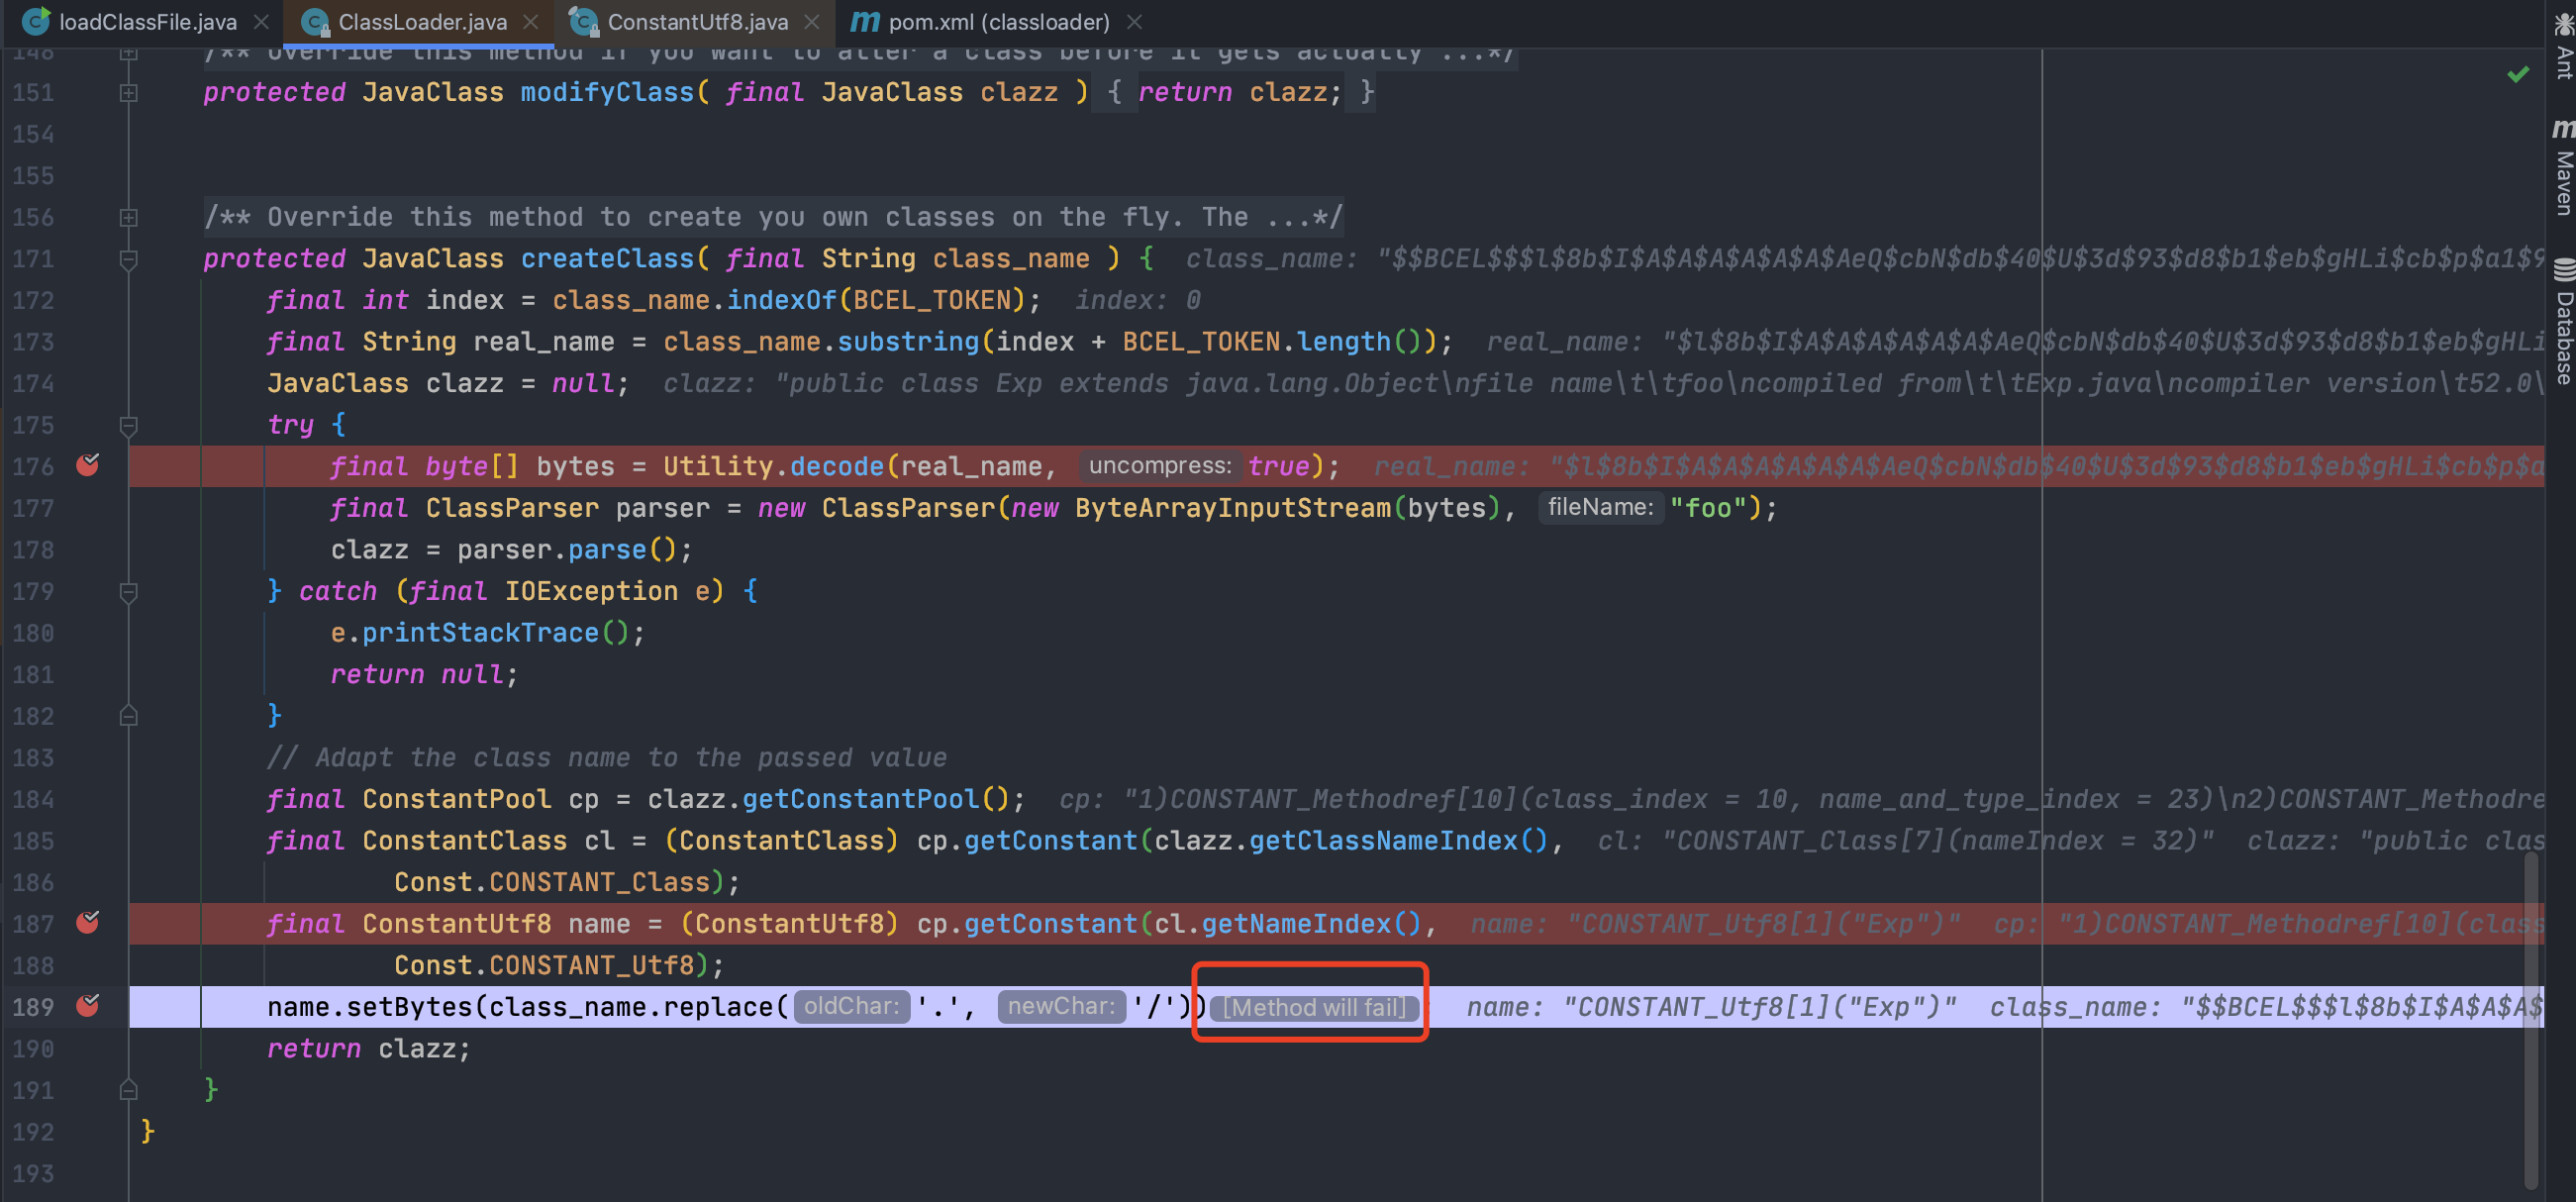 loadClassFile.java ClassLoader.java ConstantUtf8.java pom.xml (classloader)
148 /** Override this method if you want to alter a class before it gets actually ...*/
151 protected JavaClass modifyClass( final JavaClass clazz ) { return clazz; }
154
155
156 /** Override this method to create you own classes on the fly. The ...*/
171 protected JavaClass createClass( final String class_name ) { class_name: "$$BCEL$$$l$8b$I$A$A$A$A$A$A$AeQ$cbN$db$40$U$3d$93$d8$b1$eb$gHLi$cb$p$a1$9
172 final int index = class_name.indexOf(BCEL_TOKEN); index: 0
173 final String real_name = class_name.substring(index + BCEL_TOKEN.length()); real_name: "$l$8b$I$A$A$A$A$A$A$AeQ$cbN$db$40$U$3d$93$d8$b1$eb$gHLi
174 JavaClass clazz = null; clazz: "public class Exp extends java.lang.Object\nfile name\t\tfoo\ncompiled from\t\tExp.java\ncompiler version\t52.0\
175 try {
176 final byte[] bytes = Utility.decode(real_name, uncompress: true); real_name: "$l$8b$I$A$A$A$A$A$A$AeQ$cbN$db$40$U$3d$93$d8$b1$eb$gHLi$cb$p$a
177 final ClassParser parser = new ClassParser(new ByteArrayInputStream(bytes), fileName: "foo");
178 clazz = parser.parse();
179 } catch (final IOException e) {
180 e.printStackTrace();
181 return null;
182 }
183 // Adapt the class name to the passed value
184 final ConstantPool cp = clazz.getConstantPool(); cp: "1)CONSTANT_Methodref[10](class_index = 10, name_and_type_index = 23)\n2)CONSTANT_Methodre
185 final ConstantClass cl = (ConstantClass) cp.getConstant(clazz.getClassNameIndex(), cl: "CONSTANT_Class[7](nameIndex = 32)" clazz: "public clas
186 Const.CONSTANT_Class);
187 final ConstantUtf8 name = (ConstantUtf8) cp.getConstant(cl.getNameIndex(), name: "CONSTANT_Utf8[1]("Exp")" cp: "1)CONSTANT_Methodref[10](class
188 Const.CONSTANT_Utf8);
189 name.setBytes(class_name.replace( oldChar: '.', newChar: '/')) [Method will fail] name: "CONSTANT_Utf8[1]("Exp")" class_name: "$$BCEL$$$l$8b$I$A$A$A$
190 return clazz;
191 }
192 }
193
Ant
Maven
Database